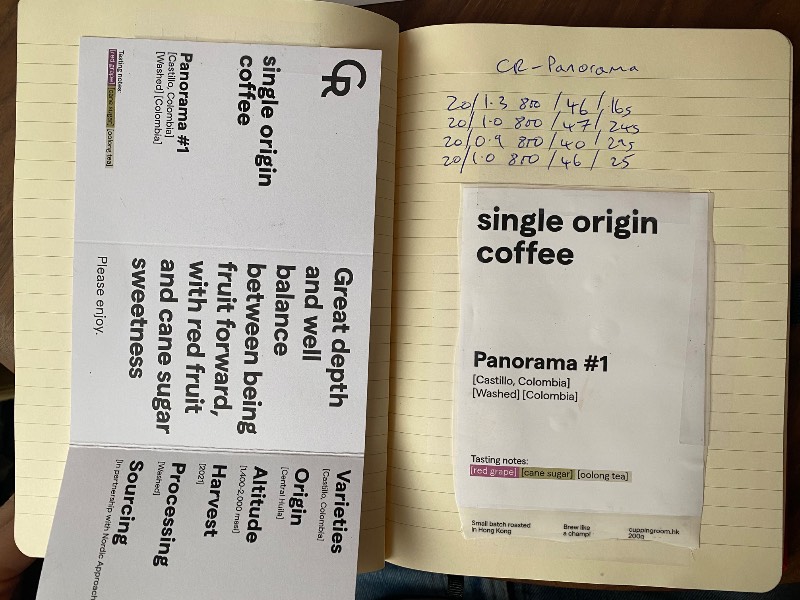 CR
single origin
coffee
Panorama #1
[Castillo, Colombia]
[Washed] [Colombia]
Tasting notes:
[red grape] [cane sugar] [oolong tea]
Great depth
and well
balance
between being
fruit forward,
with red fruit
and cane sugar
sweetness
Please enjoy.
Varieties
[Castillo, Colombia]
Origin
[Central Huila]
Altitude
[1,400-2,000 masl]
Harvest
[2021]
Processing
[Washed]
Sourcing
[In partnership with Nordic Approach
CR-Panorama
20/1.3 850/46/16s
20/1.0 850/47/24s
20/0.9 850/40/
20/1.0 850/46/25
single origin
coffee
Panorama #1
[Castillo, Colombia]
[Washed] [Colombia]
Tasting notes:
[red grape] [cane sugar] [oolong tea]
Small batch roasted
in Hong Kong
Brew like
a champ!
cuppingroom.hk
200g